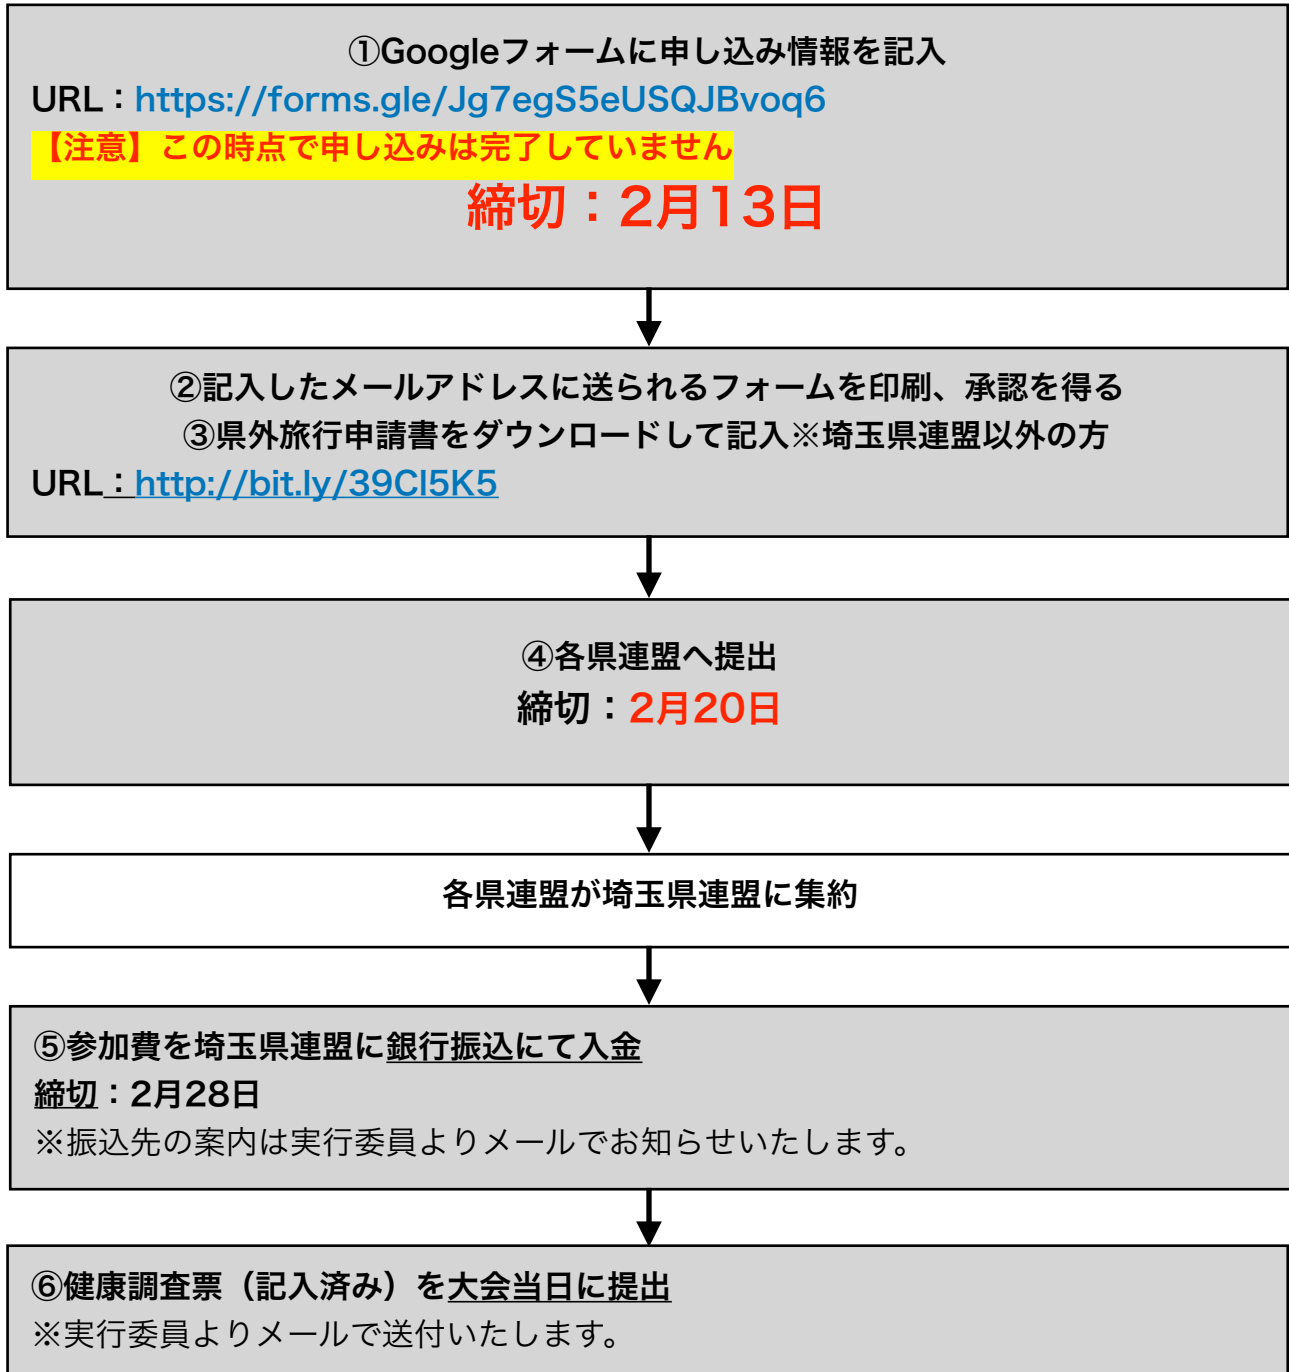 ①Googleフォームに申し込み情報を記入
URL：https://forms.gle/Jg7egS5eUSQJBvoq6
【注意】この時点で申し込みは完了していません
締切：2月13日
②記入したメールアドレスに送られるフォームを印刷、承認を得る
③県外旅行申請書をダウンロードして記入※埼玉県連盟以外の方
URL：http://bit.ly/39Cl5K5
④各県連盟へ提出
締切：2月20日
各県連盟が埼玉県連盟に集約
⑤参加費を埼玉県連盟に銀行振込にて入金
締切：2月28日
※振込先の案内は実行委員よりメールでお知らせいたします。
⑥健康調査票（記入済み）を大会当日に提出
※実行委員よりメールで送付いたします。